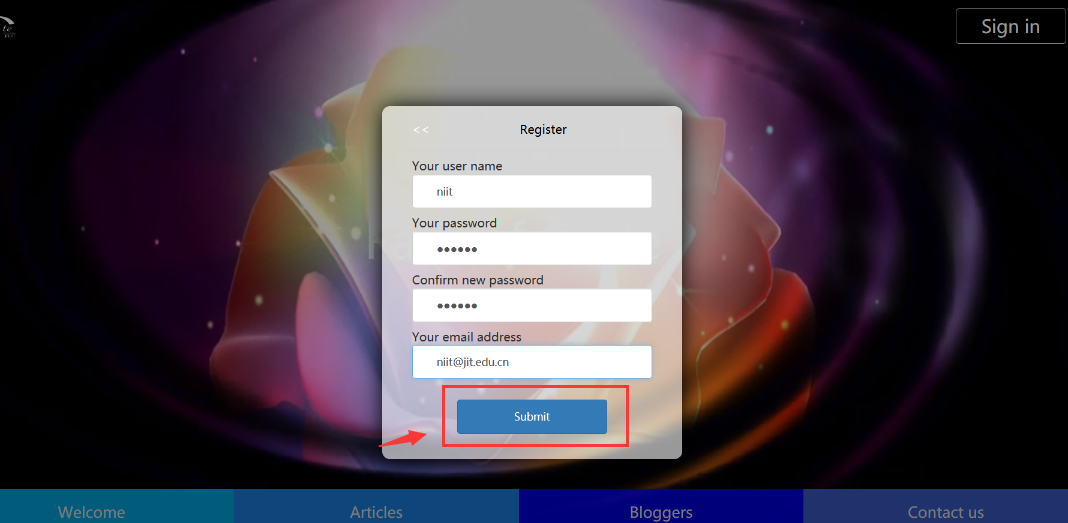 Sign in
<< Register
Your user name
niit
Your password
••••••
Confirm new password
••••••
Your email address
niit@jit.edu.cn
Submit
Welcome Articles Bloggers Contact us